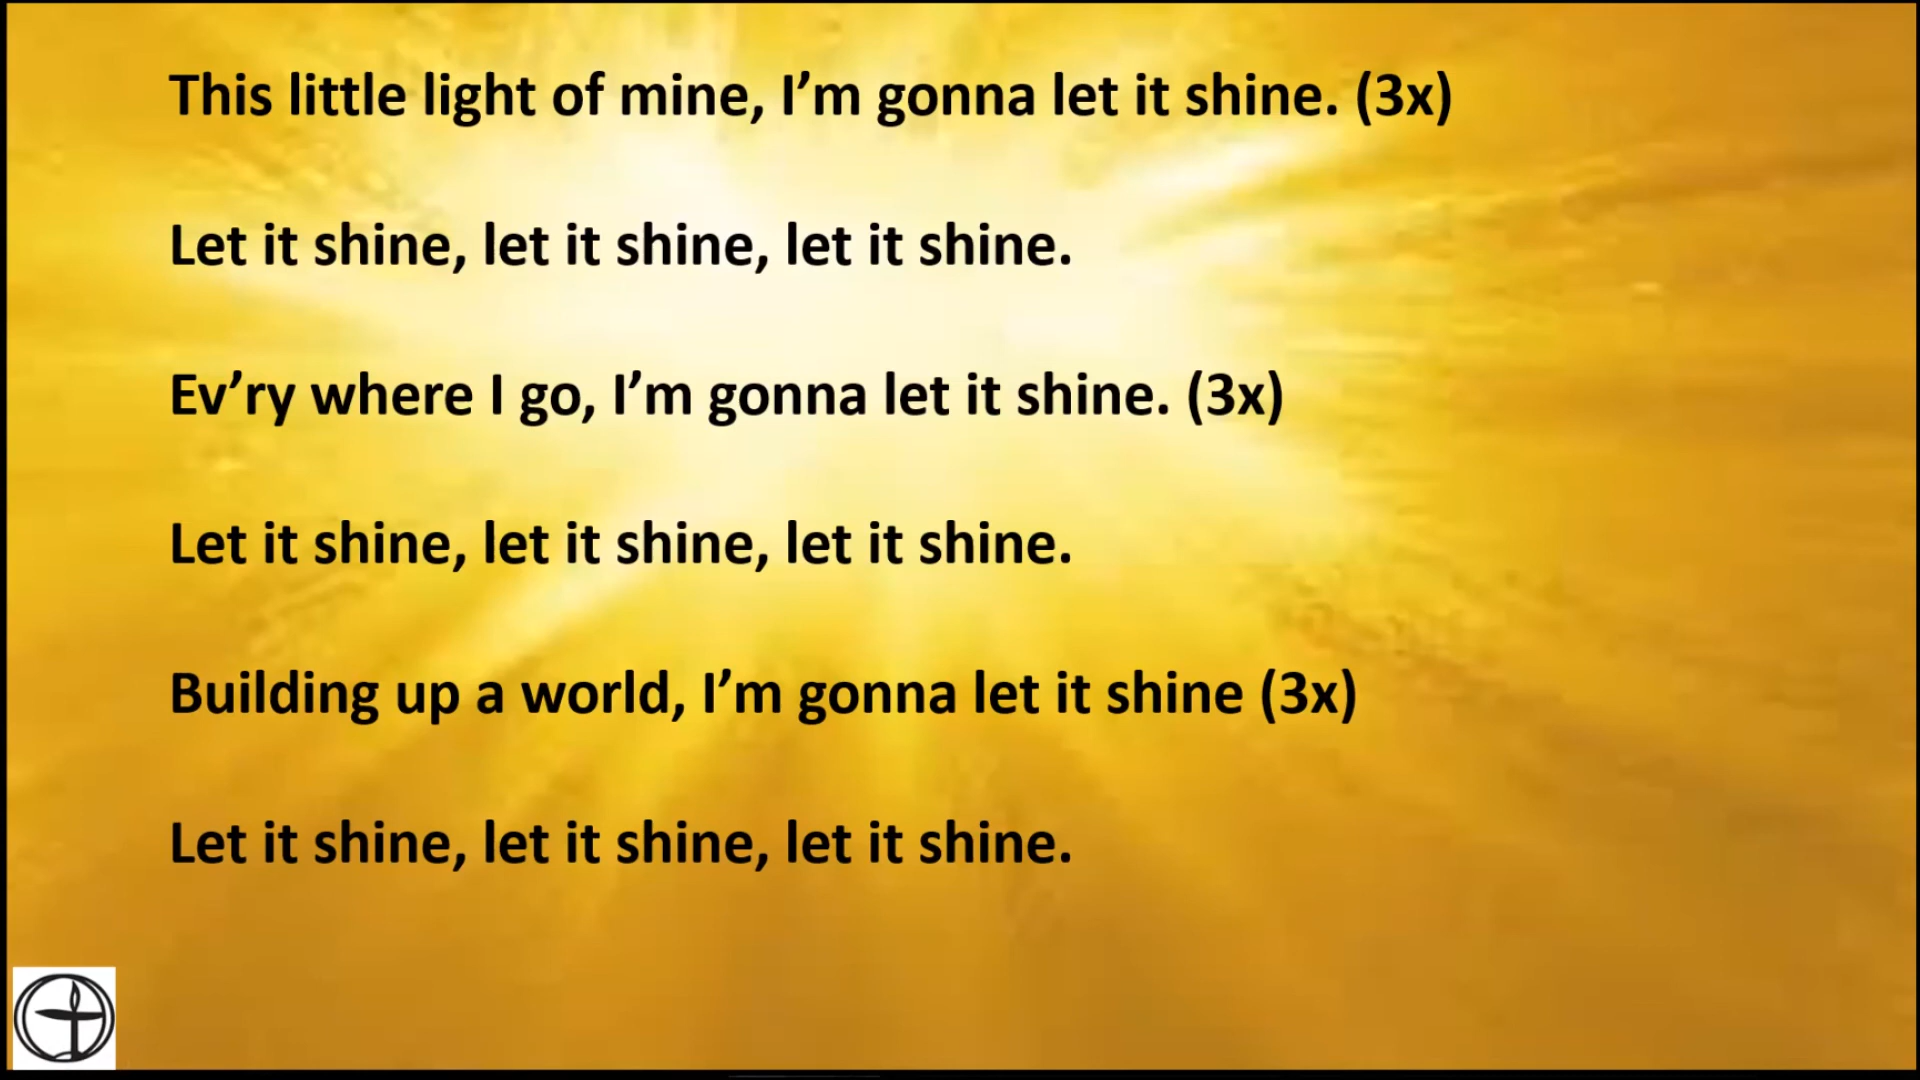 This little light of mine, I’m gonna let it shine. (3x)
Let it shine, let it shine, let it shine.
Ev’ry where I go, I’m gonna let it shine. (3x)
Let it shine, let it shine, let it shine.
Building up a world, I’m gonna let it shine (3x)
Let it shine, let it shine, let it shine.